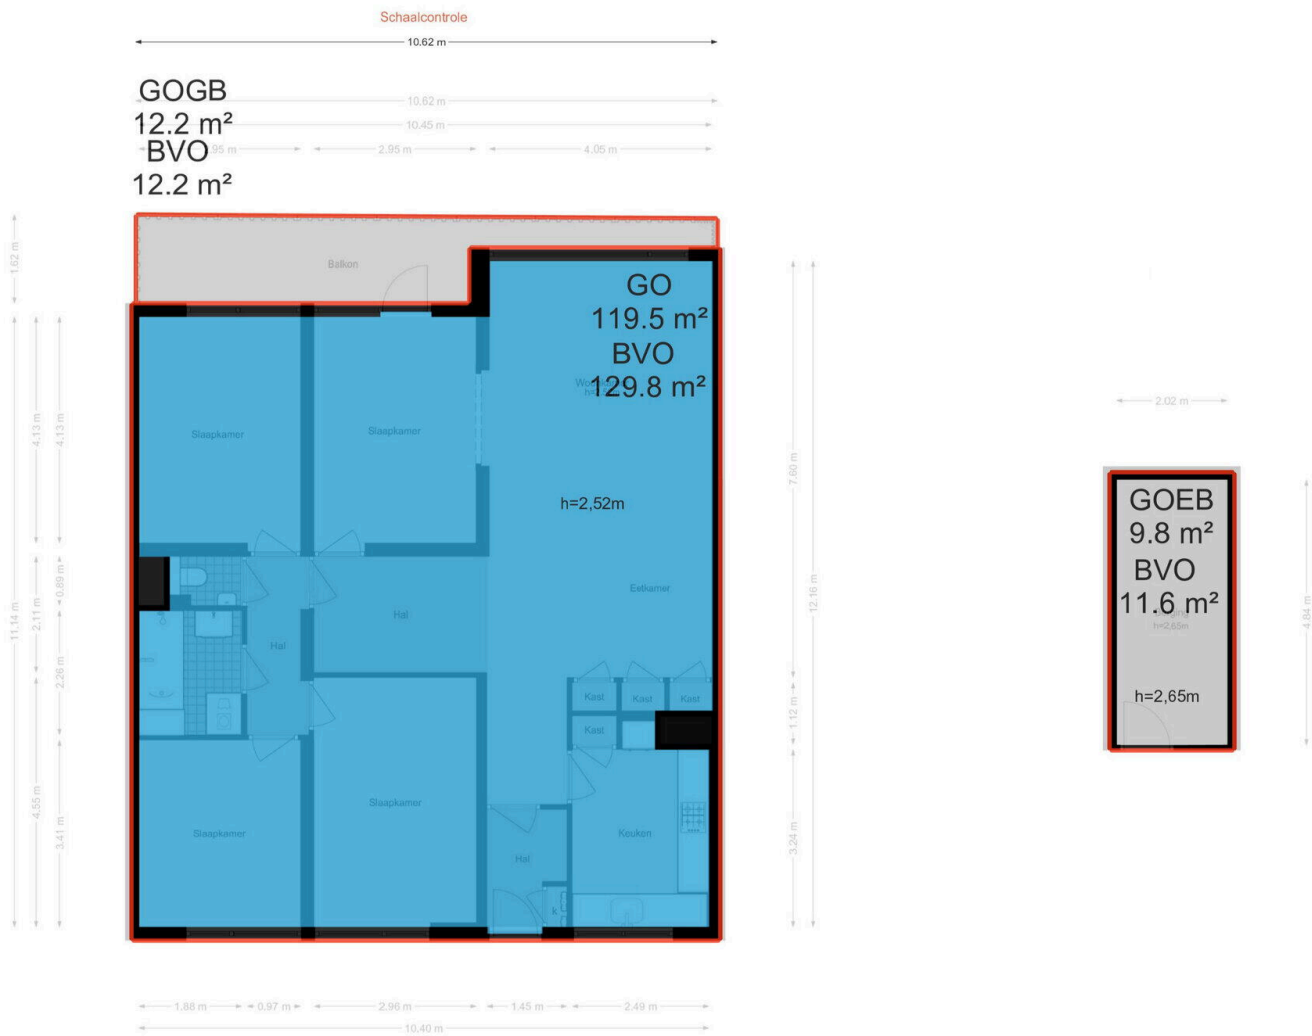 Schaalcontrole
10.62 m
GOGB
12.2 m²
BVO
12.2 m²
10.62 m
10.45 m
2.95 m
4.05 m
1.62 m
Balkon
GO
119.5 m²
BVO
129.8 m²
Slaapkamer
Slaapkamer
h=2,52m
Eetkamer
Hal
Hal
Kast
Kast
Kast
Kast
Slaapkamer
Slaapkamer
Keuken
Hal
k
11.14 m
4.13 m
4.13 m
2.11 m
0.89 m
2.26 m
4.55 m
3.41 m
7.60 m
12.16 m
1.12 m
3.24 m
1.88 m
0.97 m
2.96 m
1.45 m
2.49 m
10.40 m
2.02 m
GOEB
9.8 m²
BVO
11.6 m²
h=2,65m
h=2,65m
4.84 m